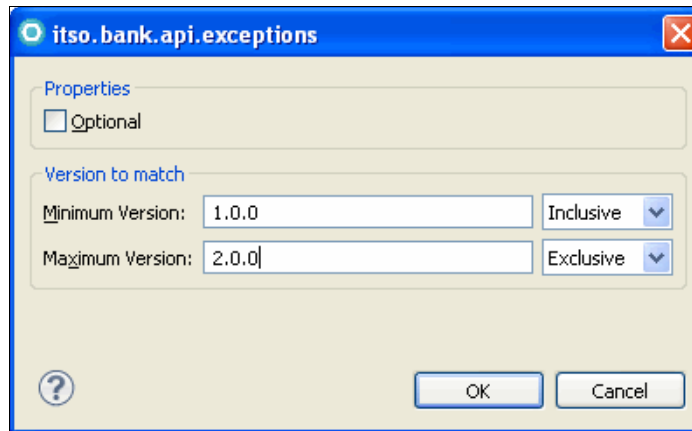 itso.bank.api.exceptions
Properties
Optional
Version to match
Minimum Version: 1.0.0 Inclusive
Maximum Version: 2.0.0 Exclusive
? OK Cancel